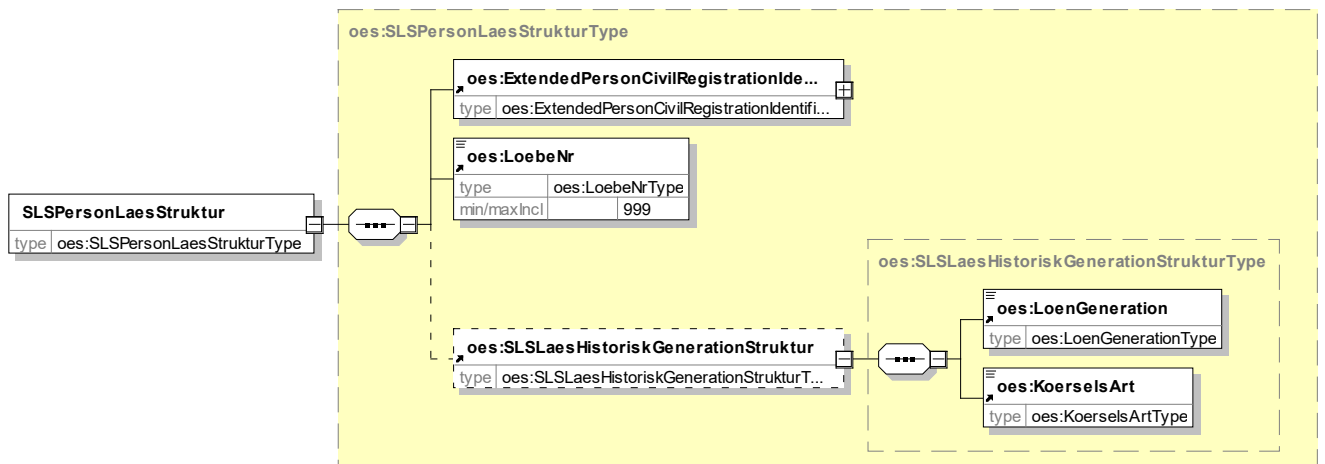 oes:SLSPersonLaesStrukturType
oes:ExtendedPersonCivilRegistrationIde...
type oes:ExtendedPersonCivilRegistrationIdentifi...
oes:LoebeNr
type oes:LoebeNrType
min/maxIncl 999
SLSPersonLaesStruktur
type oes:SLSPersonLaesStrukturType
oes:SLSLaesHistoriskGenerationStrukturType
oes:LoenGeneration
type oes:LoenGenerationType
oes:SLSLaesHistoriskGenerationStruktur
type oes:SLSLaesHistoriskGenerationStrukturT...
oes:KoerselsArt
type oes:KoerselsArtType